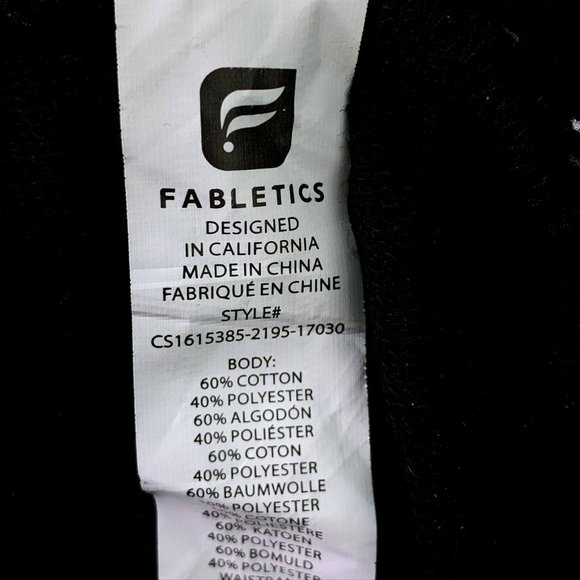 FABLETICS
DESIGNED
IN CALIFORNIA
MADE IN CHINA
FABRIQUÉ EN CHINE
STYLE#
CS1615385-2195-17030
BODY:
60% COTTON
40% POLYESTER
60% ALGODÓN
40% POLIÉSTER
60% COTON
40% POLYESTER
60% BAUMWOLLE
40% POLYESTER
COTONE
POLIESTERE
60% KATOEN
40% POLYESTER
60% BOMULD
40% POLYESTER